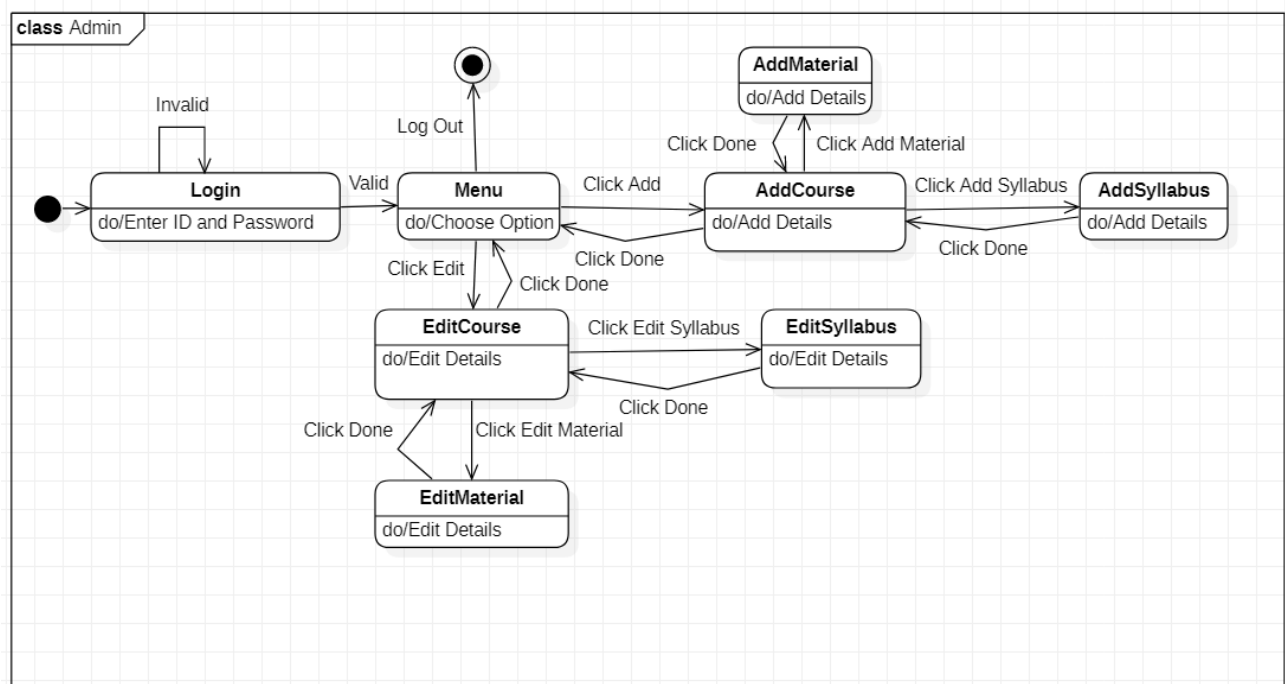 class Admin
AddMaterial
do/Add Details
Invalid
Log Out
Click Done
Click Add Material
Login
do/Enter ID and Password
Valid
Menu
do/Choose Option
Click Add
AddCourse
do/Add Details
Click Add Syllabus
AddSyllabus
do/Add Details
Click Done
Click Done
Click Edit
Click Done
EditCourse
do/Edit Details
Click Edit Syllabus
EditSyllabus
do/Edit Details
Click Done
Click Done
Click Edit Material
EditMaterial
do/Edit Details